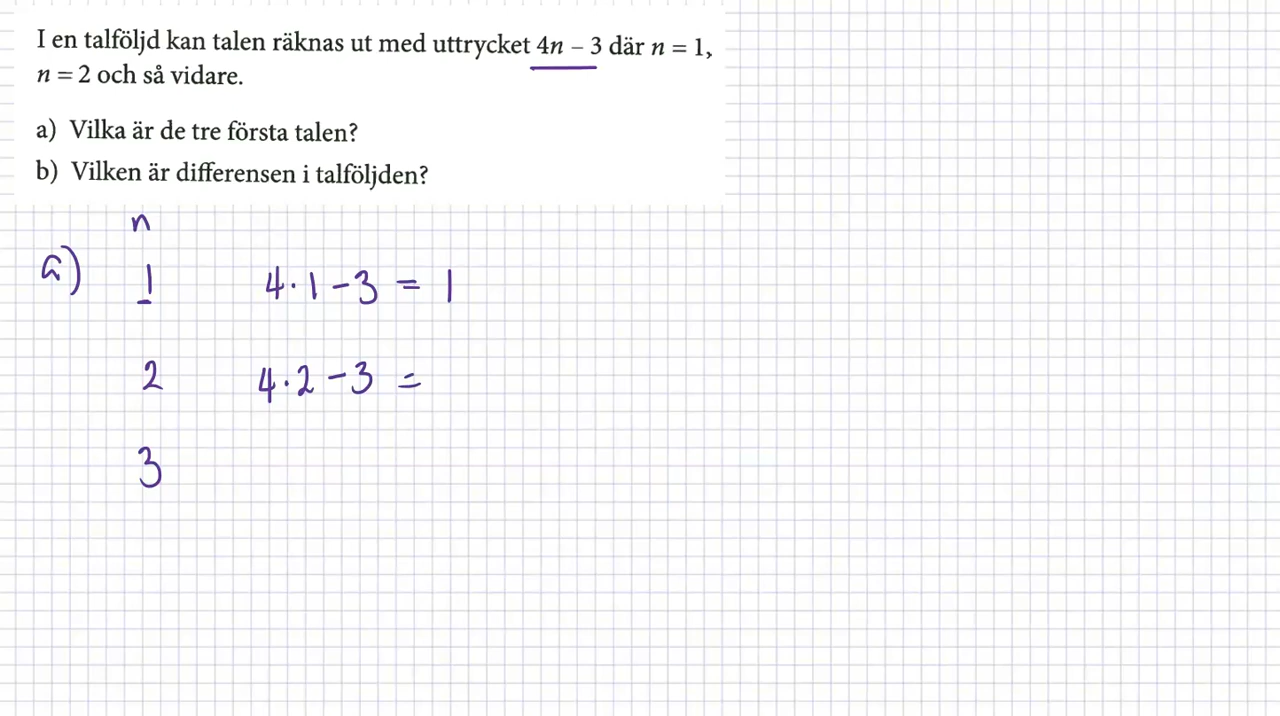 I en talföljd kan talen räknas ut med uttrycket 4n – 3 där n = 1,
n = 2 och så vidare.
a) Vilka är de tre första talen?
b) Vilken är differensen i talföljden?
n
a) 1 4·1 – 3 = 1
2 4·2 – 3 =
3